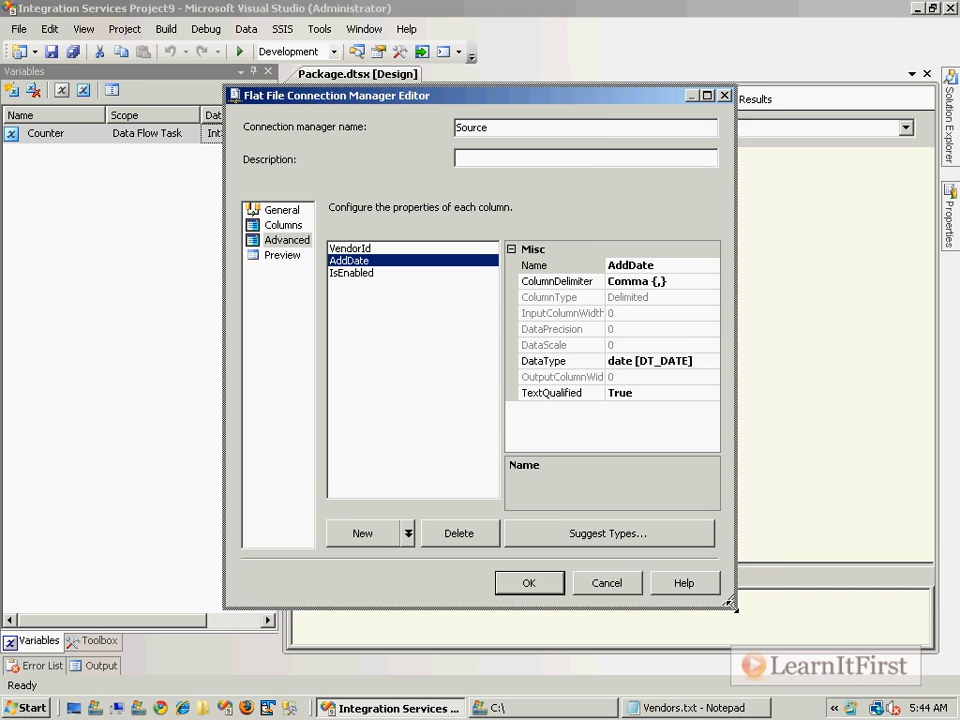 Integration Services Project9 - Microsoft Visual Studio (Administrator)
File Edit View Project Build Debug Data SSIS Tools Window Help
Development
Variables
Package.dtsx [Design]
Name Scope Dat
Counter Data Flow Task Int
Results
Solution Explorer
Properties
Flat File Connection Manager Editor
Connection manager name: Source
Description:
General
Columns
Advanced
Preview
Configure the properties of each column.
VendorId
AddDate
IsEnabled
Misc
Name AddDate
ColumnDelimiter Comma {,}
ColumnType Delimited
InputColumnWidth 0
DataPrecision 0
DataScale 0
DataType date [DT_DATE]
OutputColumnWid 0
TextQualified True
Name
New Delete Suggest Types...
OK Cancel Help
Variables Toolbox
Error List Output
Ready
LearnItFirst
Start Integration Services ... C:\ Vendors.txt - Notepad « 5:44 AM